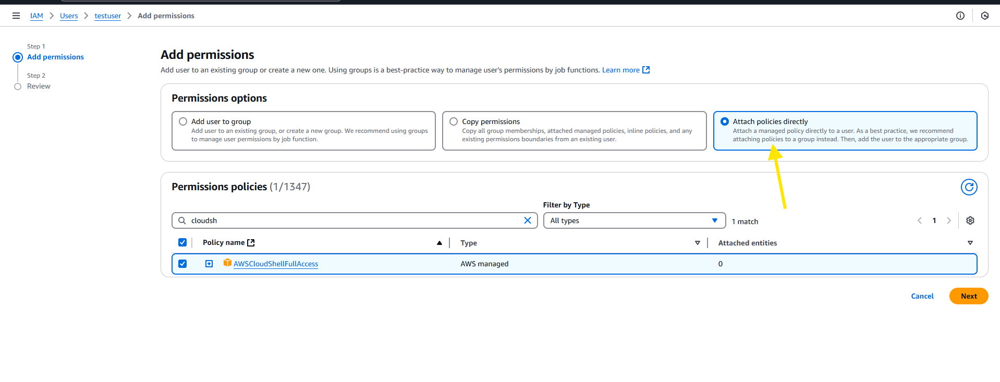 IAM > Users > testuser > Add permissions
Step 1
Add permissions
Step 2
Review
Add permissions
Add user to an existing group or create a new one. Using groups is a best-practice way to manage user's permissions by job functions. Learn more
Permissions options
Add user to group
Add user to an existing group, or create a new group. We recommend using groups
to manage user permissions by job function.
Copy permissions
Copy all group memberships, attached managed policies, inline policies, and any
existing permissions boundaries from an existing user.
Attach policies directly
Attach a managed policy directly to a user. As a best practice, we recommend
attaching policies to a group instead. Then, add the user to the appropriate group.
Permissions policies (1/1347)
Filter by Type
cloudsh
All types
1 match
1
Policy name
Type
Attached entities
AWSCloudShellFullAccess
AWS managed
0
Cancel
Next